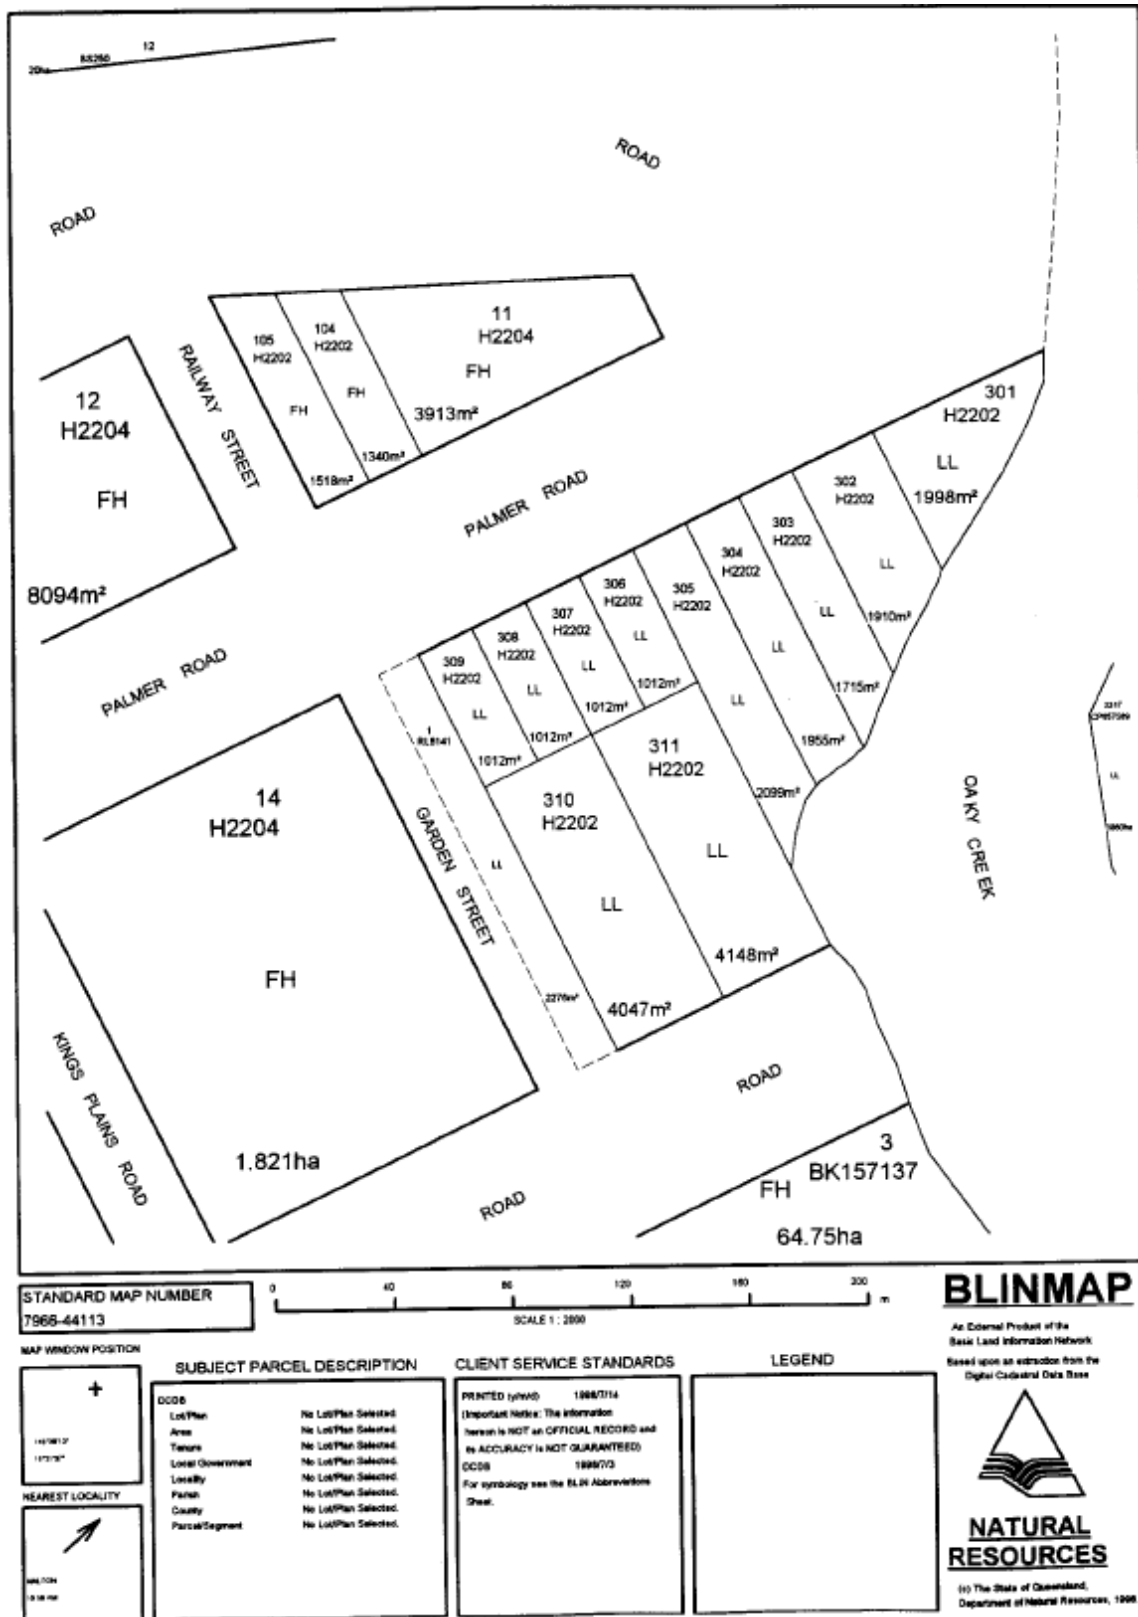 12
BS250
20ha
ROAD
ROAD
11
H2204
FH
3913m²
104
H2202
FH
1340m²
105
H2202
FH
1518m²
RAILWAY STREET
12
H2204
FH
8094m²
PALMER ROAD
301
H2202
LL
1998m²
302
H2202
LL
1910m²
303
H2202
LL
1715m²
304
H2202
LL
1955m²
305
H2202
LL
2099m²
306
H2202
LL
1012m²
307
H2202
LL
1012m²
308
H2202
LL
1012m²
309
H2202
LL
1012m²
PALMER ROAD
1
RL8141
LL
2276m²
GARDEN STREET
310
H2202
LL
4047m²
311
H2202
LL
4148m²
OAKY CREEK
LL
14
H2204
FH
1.821ha
KINGS PLAINS ROAD
ROAD
ROAD
3
BK157137
FH
64.75ha
STANDARD MAP NUMBER
7966-44113
0 40 80 120 160 200 m
SCALE 1 : 2000
MAP WINDOW POSITION
NEAREST LOCALITY
SUBJECT PARCEL DESCRIPTION
DCDB
Lot/Plan No Lot/Plan Selected.
Area No Lot/Plan Selected.
Tenure No Lot/Plan Selected.
Local Government No Lot/Plan Selected.
Locality No Lot/Plan Selected.
Parish No Lot/Plan Selected.
County No Lot/Plan Selected.
Parcel/Segment No Lot/Plan Selected.
CLIENT SERVICE STANDARDS
PRINTED (y/m/d) 1998/7/14
(Important Notice: The information
hereon is NOT an OFFICIAL RECORD and
its ACCURACY is NOT GUARANTEED)
DCDB 1998/7/3
For symbology see the BLIN Abbreviations
Sheet.
LEGEND
BLINMAP
An External Product of the
Basic Land Information Network
Based upon an extraction from the
Digital Cadastral Data Base
NATURAL
RESOURCES
(c) The State of Queensland,
Department of Natural Resources, 1998